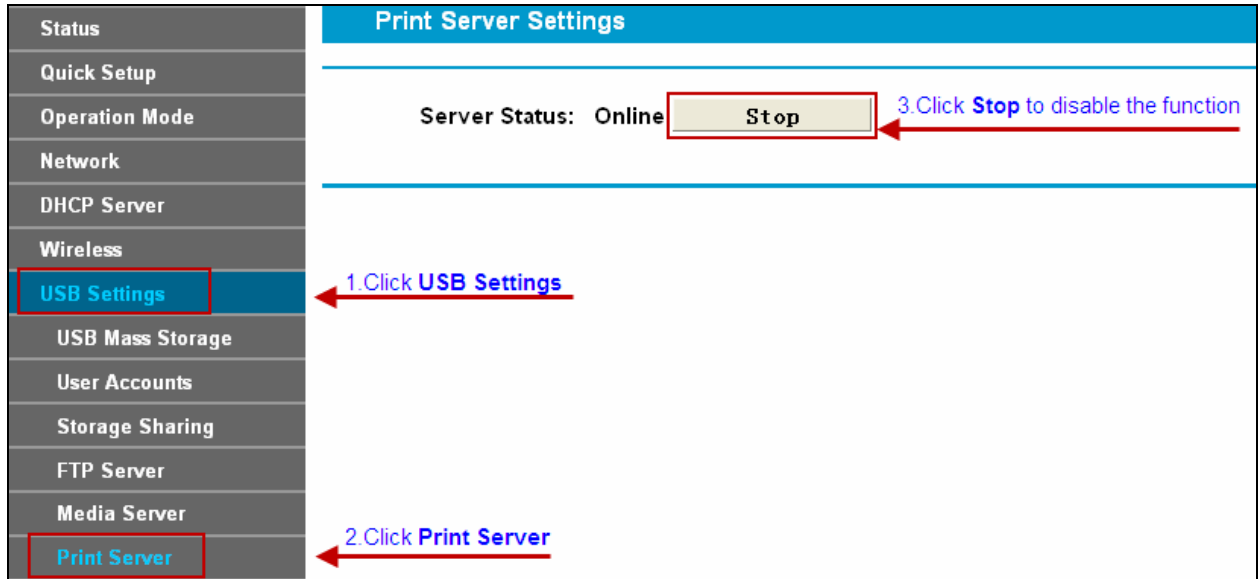 Status
Quick Setup
Operation Mode
Network
DHCP Server
Wireless
USB Settings
USB Mass Storage
User Accounts
Storage Sharing
FTP Server
Media Server
Print Server
Print Server Settings
Server Status: Online Stop
3.Click Stop to disable the function
1.Click USB Settings
2.Click Print Server